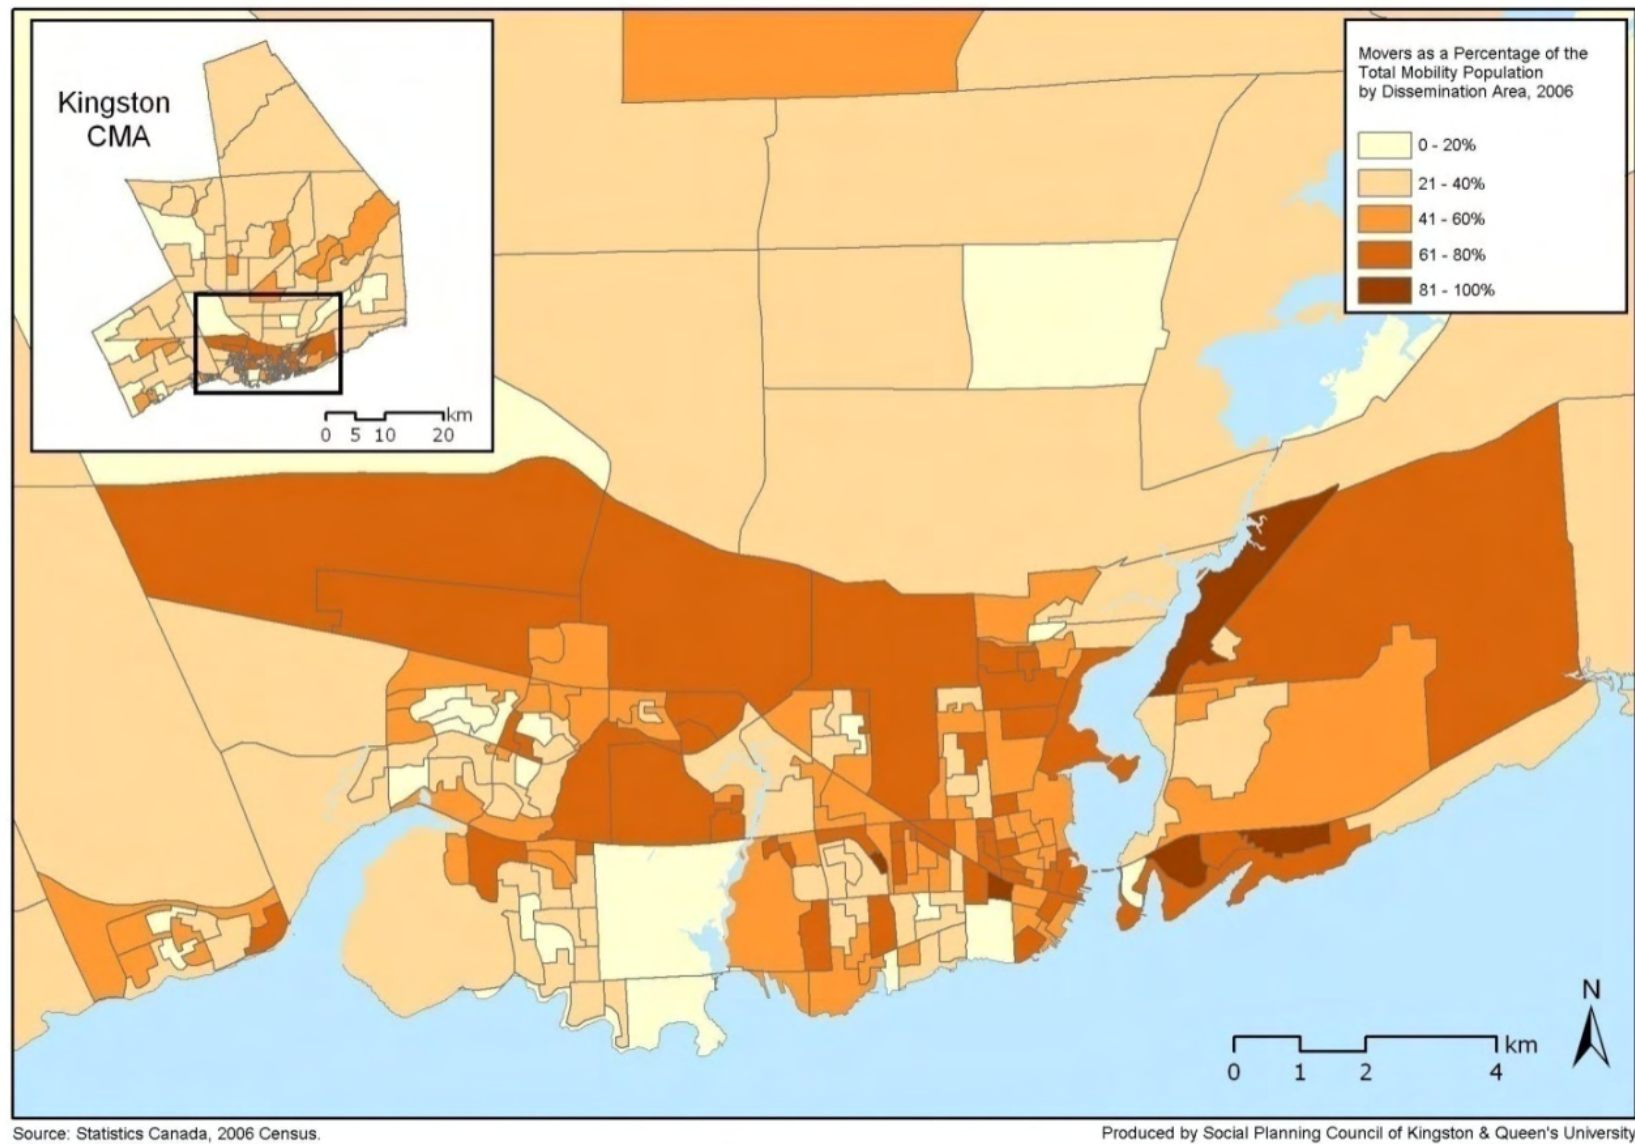 Kingston
CMA
km
0 5 10 20
Movers as a Percentage of the
Total Mobility Population
by Dissemination Area, 2006
0 - 20%
21 - 40%
41 - 60%
61 - 80%
81 - 100%
N
km
0 1 2 4
Source: Statistics Canada, 2006 Census.
Produced by Social Planning Council of Kingston & Queen's University